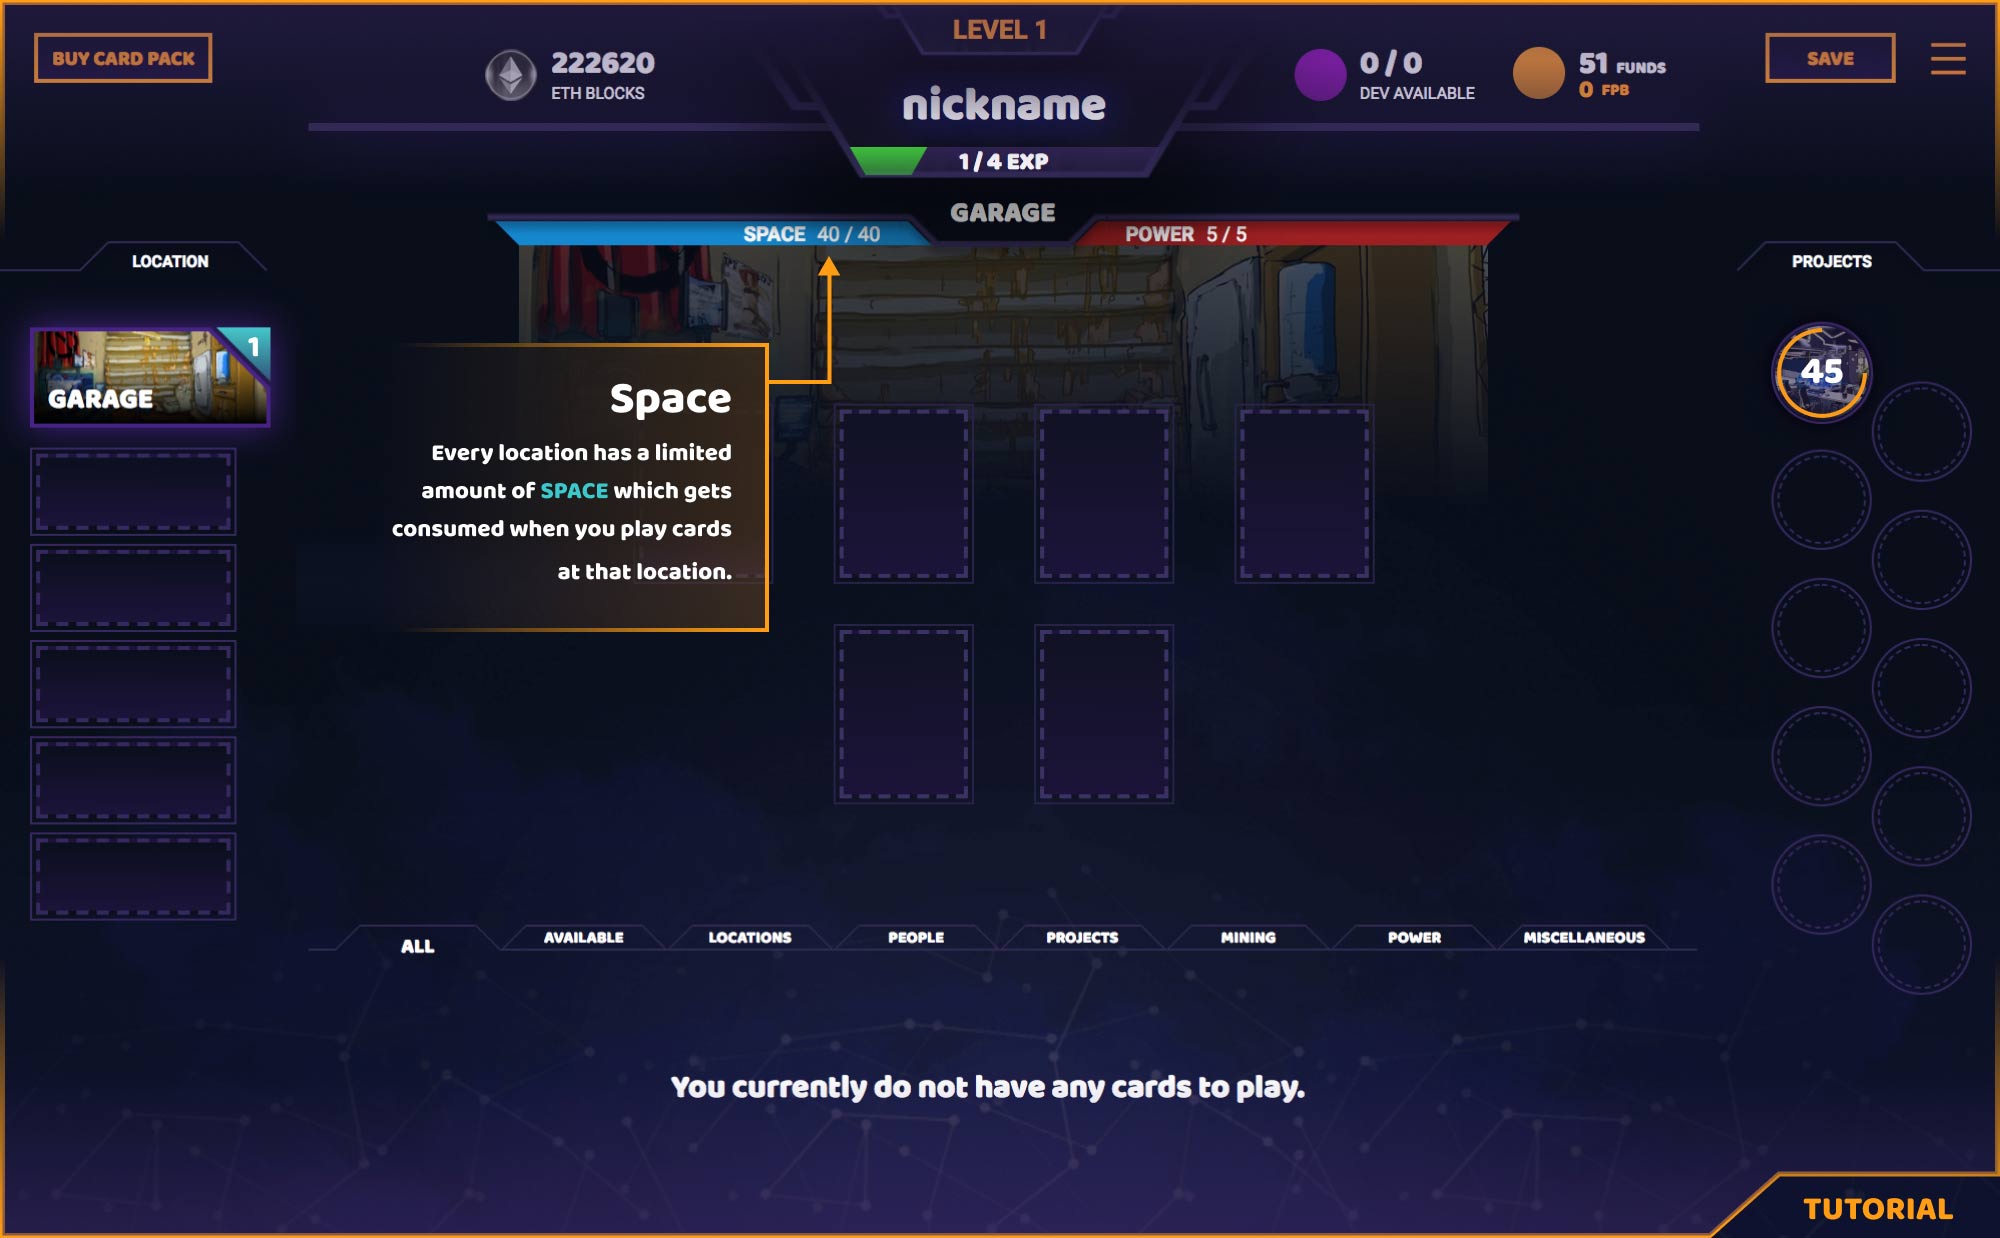 LEVEL 1
BUY CARD PACK
222620
ETH BLOCKS
nickname
0 / 0
DEV AVAILABLE
51 FUNDS
0 FPB
SAVE
1 / 4 EXP
GARAGE
SPACE 40 / 40
POWER 5 / 5
LOCATION
PROJECTS
1
GARAGE
45
Space
Every location has a limited
amount of SPACE which gets
consumed when you play cards
at that location.
ALL
AVAILABLE
LOCATIONS
PEOPLE
PROJECTS
MINING
POWER
MISCELLANEOUS
You currently do not have any cards to play.
TUTORIAL